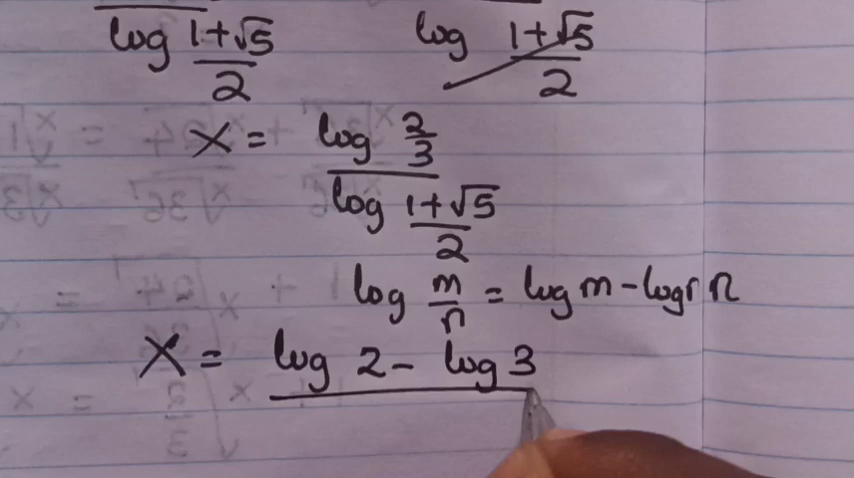 log 1+√5/2 log 1+√5/2
x = log 2/3 / log 1+√5/2
log m/n = log m - log n
x = log 2 - log 3